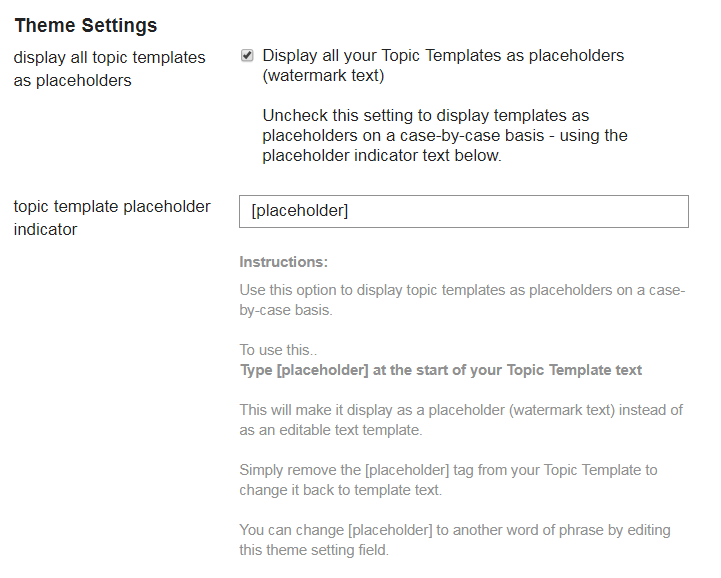 Theme Settings
display all topic templates
as placeholders
Display all your Topic Templates as placeholders
(watermark text)
Uncheck this setting to display templates as
placeholders on a case-by-case basis - using the
placeholder indicator text below.
topic template placeholder
indicator
[placeholder]
Instructions:
Use this option to display topic templates as placeholders on a case-
by-case basis.
To use this..
Type [placeholder] at the start of your Topic Template text
This will make it display as a placeholder (watermark text) instead of
as an editable text template.
Simply remove the [placeholder] tag from your Topic Template to
change it back to template text.
You can change [placeholder] to another word of phrase by editing
this theme setting field.